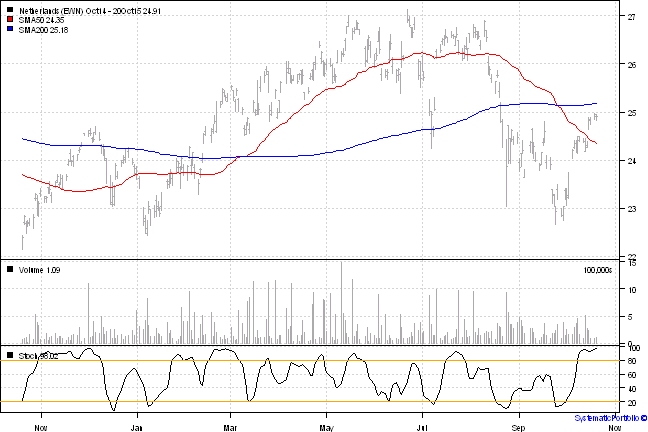 Netherlands (EWN) Oct14 - 20Oct15 24.91
SMA50 24.35
SMA200 25.18
27
26
25
24
23
22
Volume 1.09
100,000s
15
10
5
Stoch 98.02
100
80
60
40
20
Nov Jan Mar May Jul Sep Nov
SystematicPortfolio ©